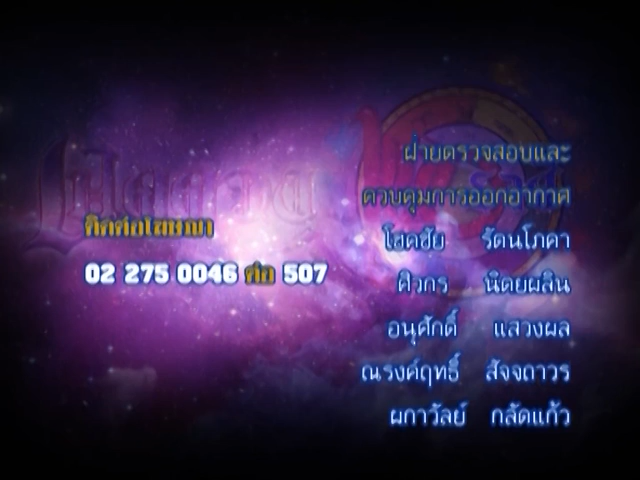 ติดต่อโฆษณา
02 275 0046 ต่อ 507
ฝ่ายตรวจสอบและ
ควบคุมการออกอากาศ
โชคชัย รัตนโภคา
ศิวกร นิตยผลิน
อนุศักดิ์ แสวงผล
ณรงค์ฤทธิ์ สัจจถาวร
ผกาวัลย์ กลัดแก้ว